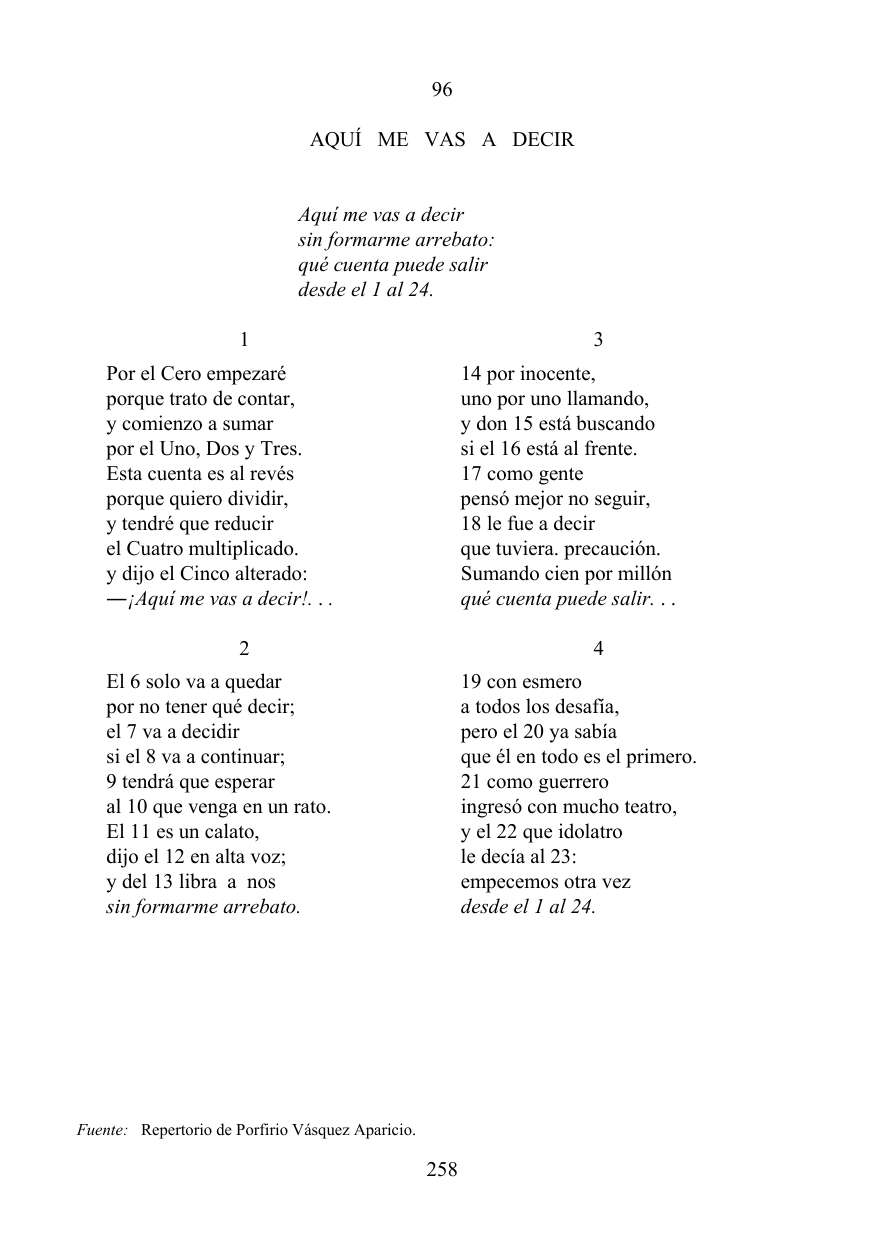 96
AQUÍ ME VAS A DECIR
Aquí me vas a decir
sin formarme arrebato:
qué cuenta puede salir
desde el 1 al 24.
1
Por el Cero empezaré
porque trato de contar,
y comienzo a sumar
por el Uno, Dos y Tres.
Esta cuenta es al revés
porque quiero dividir,
y tendré que reducir
el Cuatro multiplicado.
y dijo el Cinco alterado:
—¡Aquí me vas a decir!. . .
2
El 6 solo va a quedar
por no tener qué decir;
el 7 va a decidir
si el 8 va a continuar;
9 tendrá que esperar
al 10 que venga en un rato.
El 11 es un calato,
dijo el 12 en alta voz;
y del 13 libra a nos
sin formarme arrebato.
3
14 por inocente,
uno por uno llamando,
y don 15 está buscando
si el 16 está al frente.
17 como gente
pensó mejor no seguir,
18 le fue a decir
que tuviera. precaución.
Sumando cien por millón
qué cuenta puede salir. . .
4
19 con esmero
a todos los desafía,
pero el 20 ya sabía
que él en todo es el primero.
21 como guerrero
ingresó con mucho teatro,
y el 22 que idolatro
le decía al 23:
empecemos otra vez
desde el 1 al 24.
Fuente: Repertorio de Porfirio Vásquez Aparicio.
258